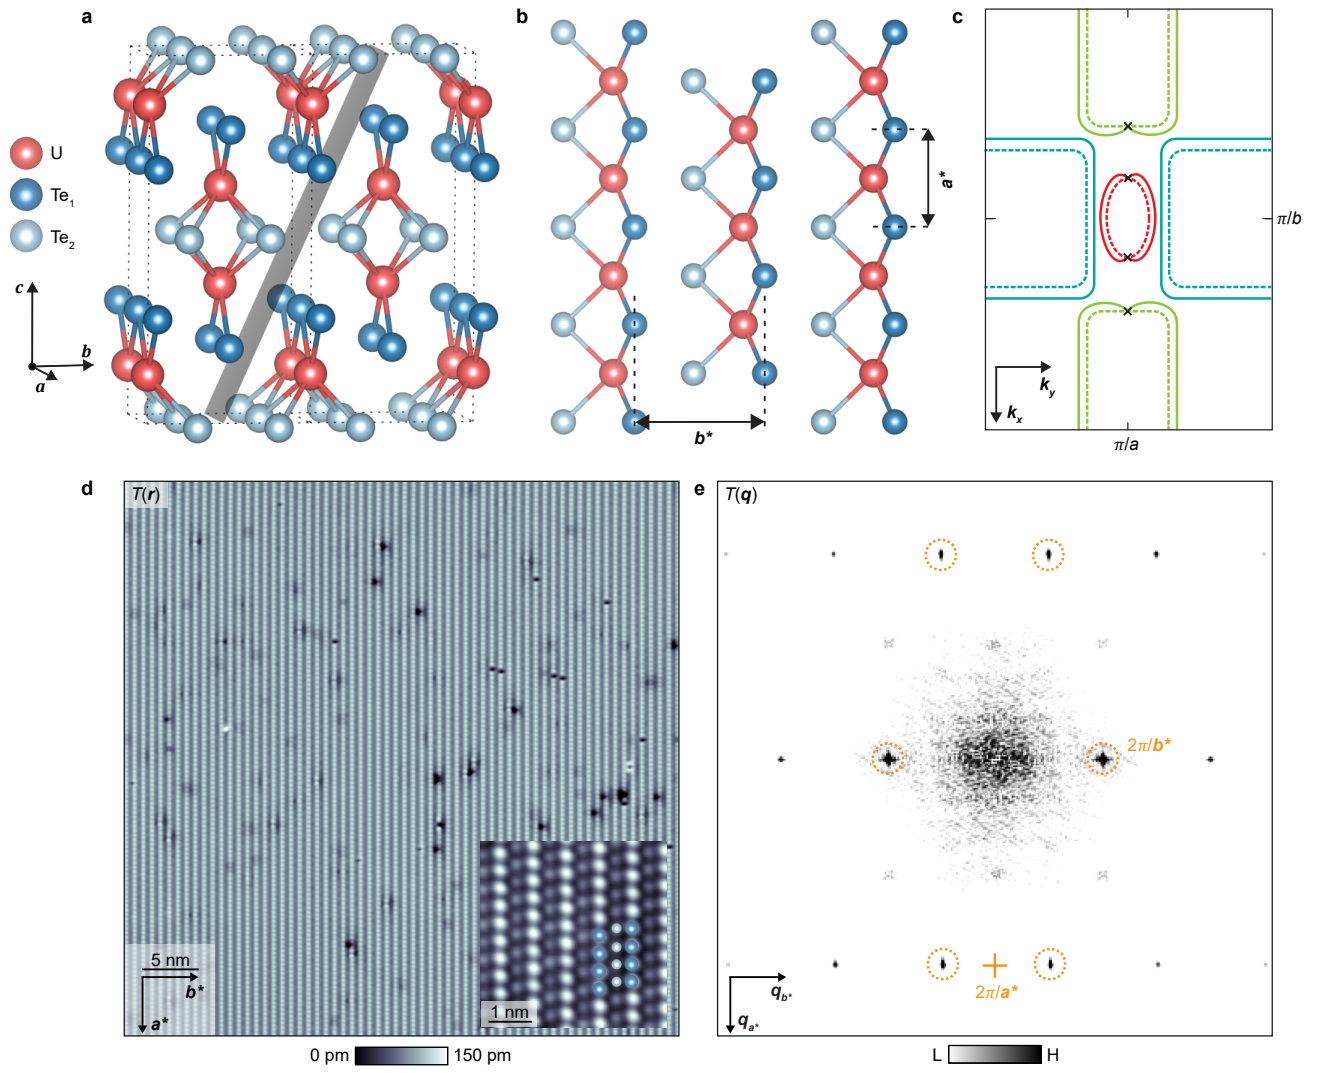 a
b
c
U
Te1
Te2
c
b
a
a*
b*
π/b
ky
kx
π/a
d
T(r)
5 nm
b*
a*
1 nm
0 pm
150 pm
e
T(q)
2π/b*
2π/a*
qb*
qa*
L
H